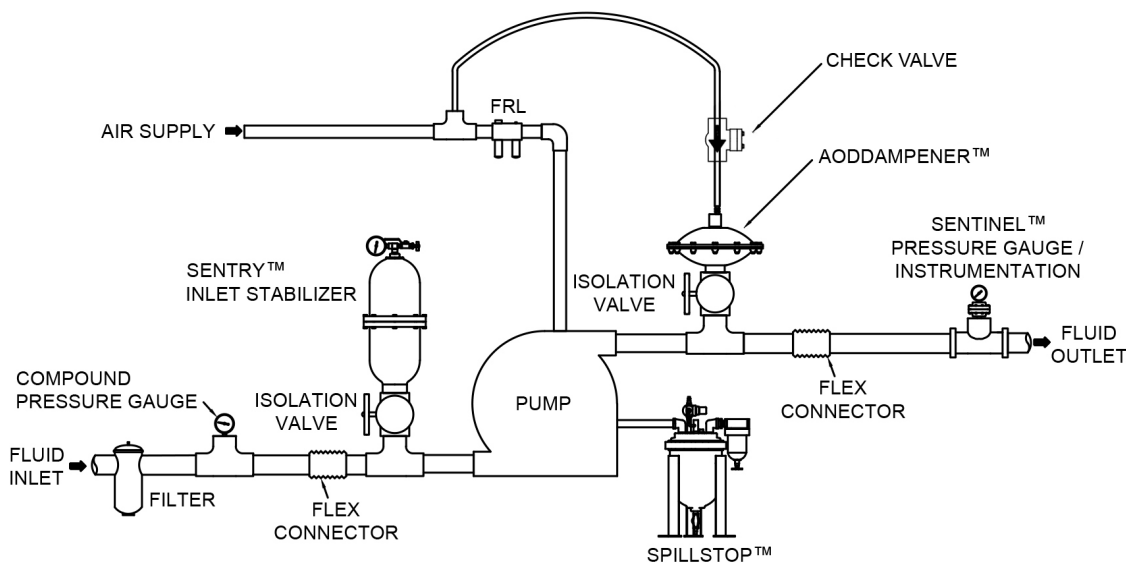 CHECK VALVE
FRL
AIR SUPPLY
AODDAMPENER™
SENTINEL™
PRESSURE GAUGE /
INSTRUMENTATION
SENTRY™
INLET STABILIZER
ISOLATION
VALVE
FLUID
OUTLET
COMPOUND
PRESSURE GAUGE
ISOLATION
VALVE
PUMP
FLEX
CONNECTOR
FLUID
INLET
FILTER
FLEX
CONNECTOR
SPILLSTOP™